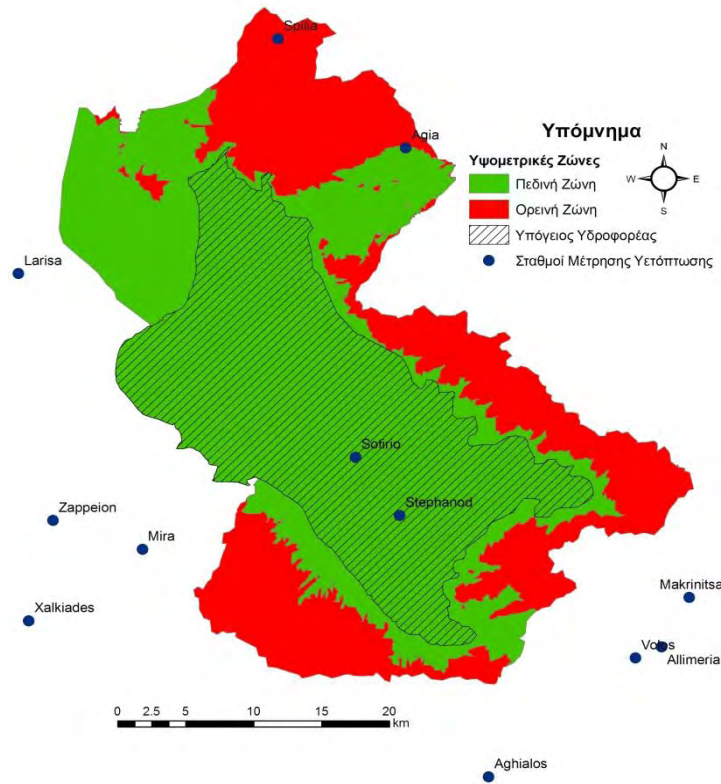 Spilia
Agia
Υπόμνημα
Υψομετρικές Ζώνες
N
W
E
S
Πεδινή Ζώνη
Ορεινή Ζώνη
Υπόγειος Υδροφορέας
Σταθμοί Μέτρησης Υετόπτωσης
Larisa
Sotirio
Stephanod
Zappeion
Mira
Xalkiades
Makrinitsa
Volos
Allimeria
0 2.5 5 10 15 20
km
Aghialos